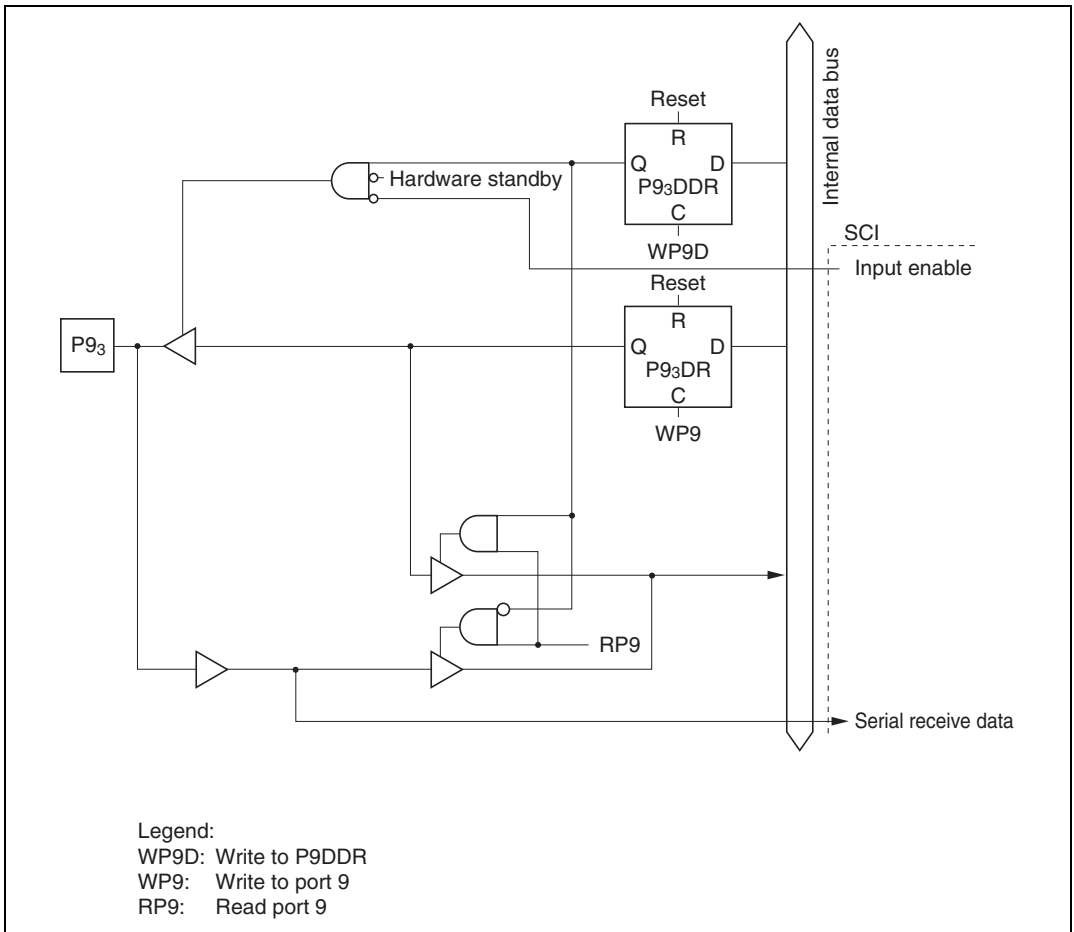 Reset
R
Q D
P9₃DDR
C
WP9D
Hardware standby
Internal data bus
SCI
Input enable
Reset
R
Q D
P9₃DR
C
WP9
P9₃
RP9
Serial receive data
Legend:
WP9D: Write to P9DDR
WP9: Write to port 9
RP9: Read port 9